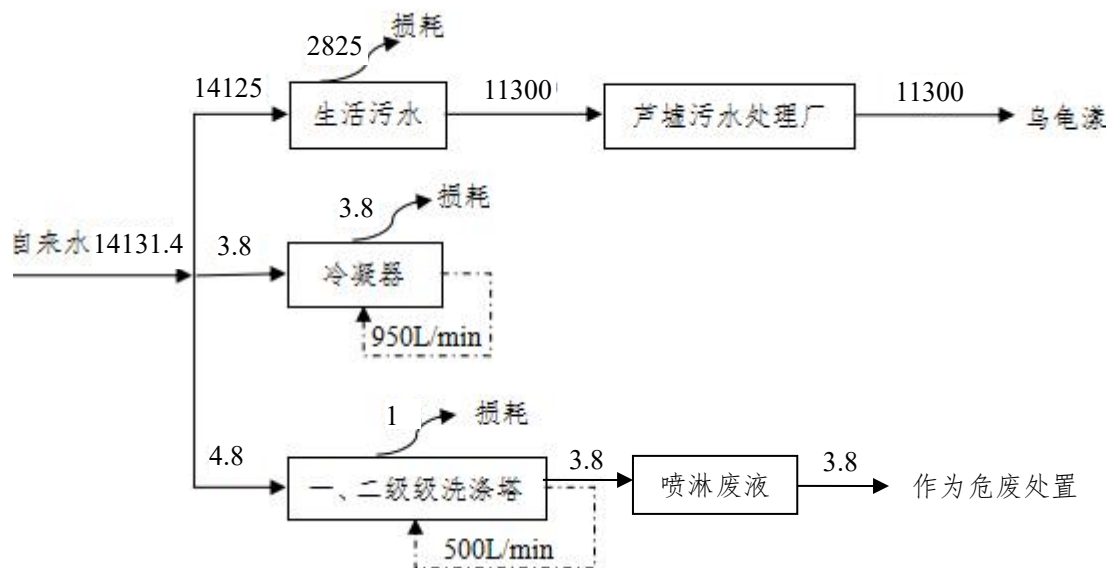 损耗
2825
14125
生活污水
11300
芦墟污水处理厂
11300
乌龟漾
损耗
3.8
自来水14131.4
3.8
冷凝器
950L/min
1
损耗
4.8
一、二级级洗涤塔
3.8
喷淋废液
3.8
作为危废处置
500L/min